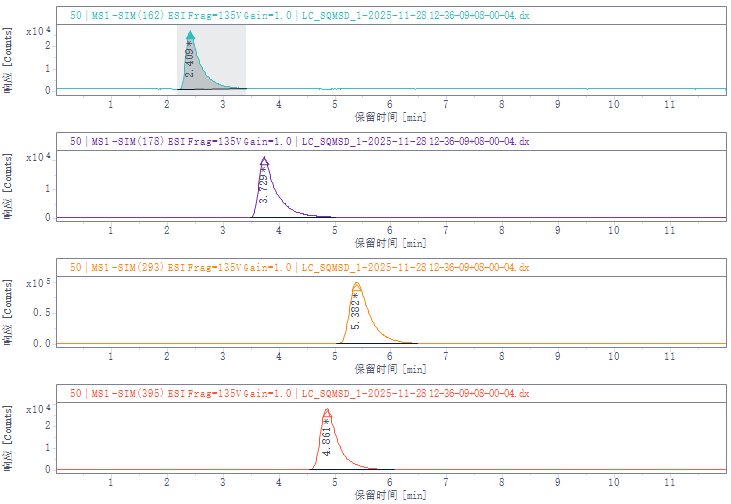 50 | MS1-SIM(162) ESI Frag=135V Gain=1.0 | LC_SQMSD_1-2025-11-28 12-36-09+08-00-04.dx
x10 4
2
1
0
响应 [Counts]
2.409*
1 2 3 4 5 6 7 8 9 10 11
保留时间 [min]
50 | MS1-SIM(178) ESI Frag=135V Gain=1.0 | LC_SQMSD_1-2025-11-28 12-36-09+08-00-04.dx
x10 4
1
0
响应 [Counts]
3.729*
1 2 3 4 5 6 7 8 9 10 11
保留时间 [min]
50 | MS1-SIM(293) ESI Frag=135V Gain=1.0 | LC_SQMSD_1-2025-11-28 12-36-09+08-00-04.dx
x10 5
0.5
0.0
响应 [Counts]
5.382*
1 2 3 4 5 6 7 8 9 10 11
保留时间 [min]
50 | MS1-SIM(395) ESI Frag=135V Gain=1.0 | LC_SQMSD_1-2025-11-28 12-36-09+08-00-04.dx
x10 4
2
1
0
响应 [Counts]
4.861*
1 2 3 4 5 6 7 8 9 10 11
保留时间 [min]